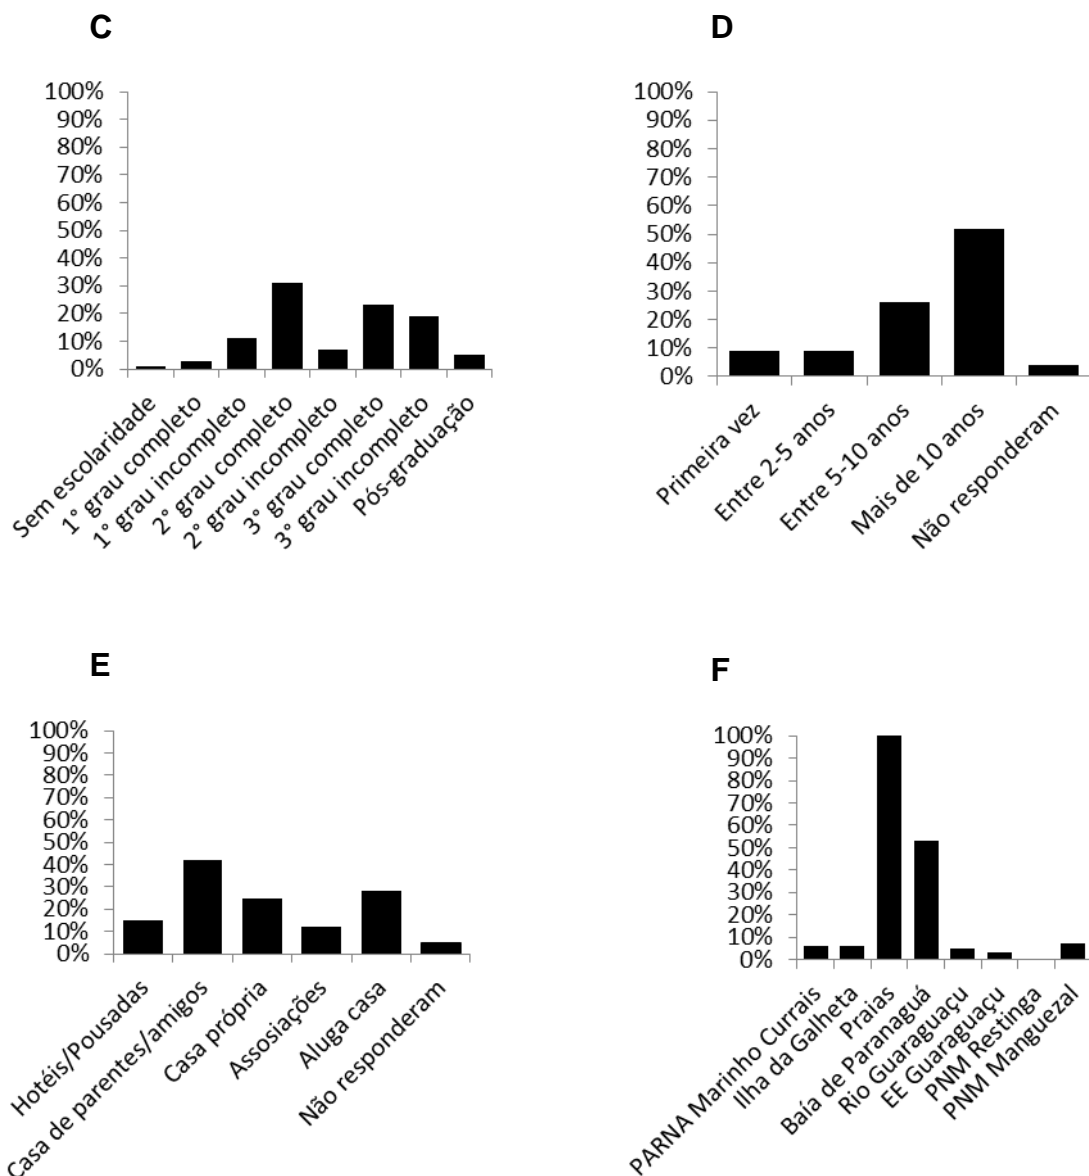 C
100%
90%
80%
70%
60%
50%
40%
30%
20%
10%
0%
Sem escolaridade
1° grau completo
1° grau incompleto
2° grau completo
2° grau incompleto
3° grau completo
3° grau incompleto
Pós-graduação
D
100%
90%
80%
70%
60%
50%
40%
30%
20%
10%
0%
Primeira vez
Entre 2-5 anos
Entre 5-10 anos
Mais de 10 anos
Não responderam
E
100%
90%
80%
70%
60%
50%
40%
30%
20%
10%
0%
Hotéis/Pousadas
Casa de parentes/amigos
Casa própria
Assosiações
Aluga casa
Não responderam
F
100%
90%
80%
70%
60%
50%
40%
30%
20%
10%
0%
PARNA Marinho Currais
Ilha da Galheta
Praias
Baía de Paranaguá
Rio Guaraguaçu
EE Guaraguaçu
PNM Restinga
PNM Manguezal